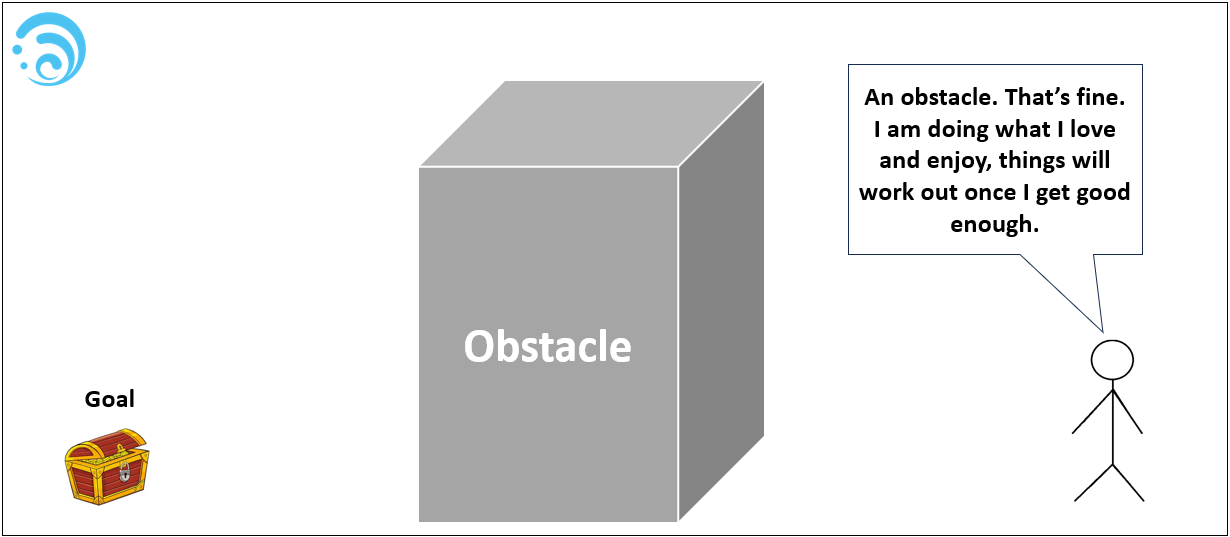 An obstacle. That’s fine.
I am doing what I love
and enjoy, things will
work out once I get good
enough.
Obstacle
Goal